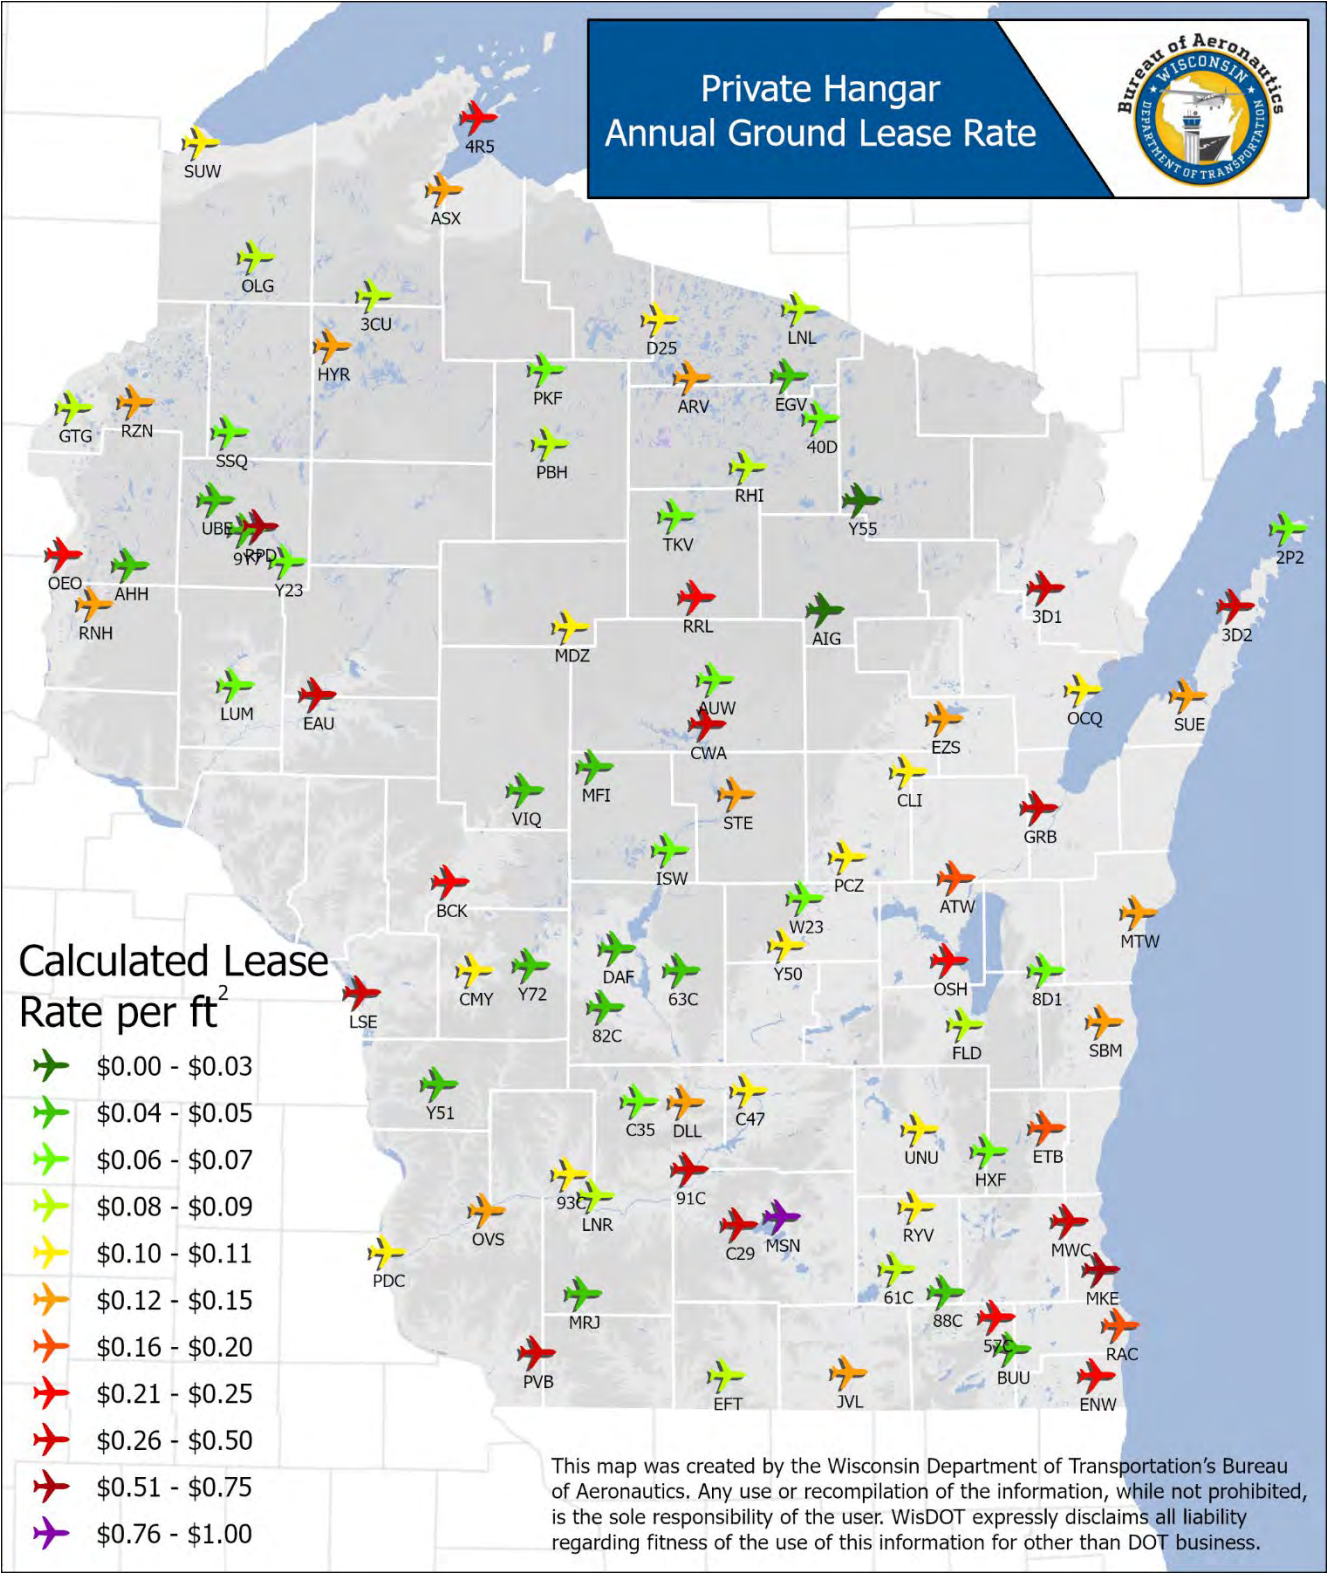 Private Hangar
Annual Ground Lease Rate
Bureau of Aeronautics
WISCONSIN
DEPARTMENT OF TRANSPORTATION
4R5
SUW
ASX
OLG
3CU
LNL
D25
HYR
PKF
ARV
EGV
GTG
RZN
40D
SSQ
PBH
RHI
UBE
Y55
TKV
9Y7
RPD
2P2
OEO
AHH
Y23
3D1
RNH
RRL
AIG
3D2
MDZ
LUM
EAU
AUW
OCQ
SUE
CWA
EZS
MFI
CLI
VIQ
STE
GRB
ISW
PCZ
BCK
ATW
W23
MTW
DAF
Y50
CMY
Y72
63C
OSH
8D1
LSE
82C
FLD
SBM
Y51
C35
DLL
C47
UNU
HXF
ETB
93C
LNR
91C
OVS
C29
MSN
RYV
MWC
PDC
61C
MKE
MRJ
88C
57C
RAC
PVB
BUU
EFT
JVL
ENW
Calculated Lease
Rate per ft2
$0.00 - $0.03
$0.04 - $0.05
$0.06 - $0.07
$0.08 - $0.09
$0.10 - $0.11
$0.12 - $0.15
$0.16 - $0.20
$0.21 - $0.25
$0.26 - $0.50
$0.51 - $0.75
$0.76 - $1.00
This map was created by the Wisconsin Department of Transportation's Bureau
of Aeronautics. Any use or recompilation of the information, while not prohibited,
is the sole responsibility of the user. WisDOT expressly disclaims all liability
regarding fitness of the use of this information for other than DOT business.